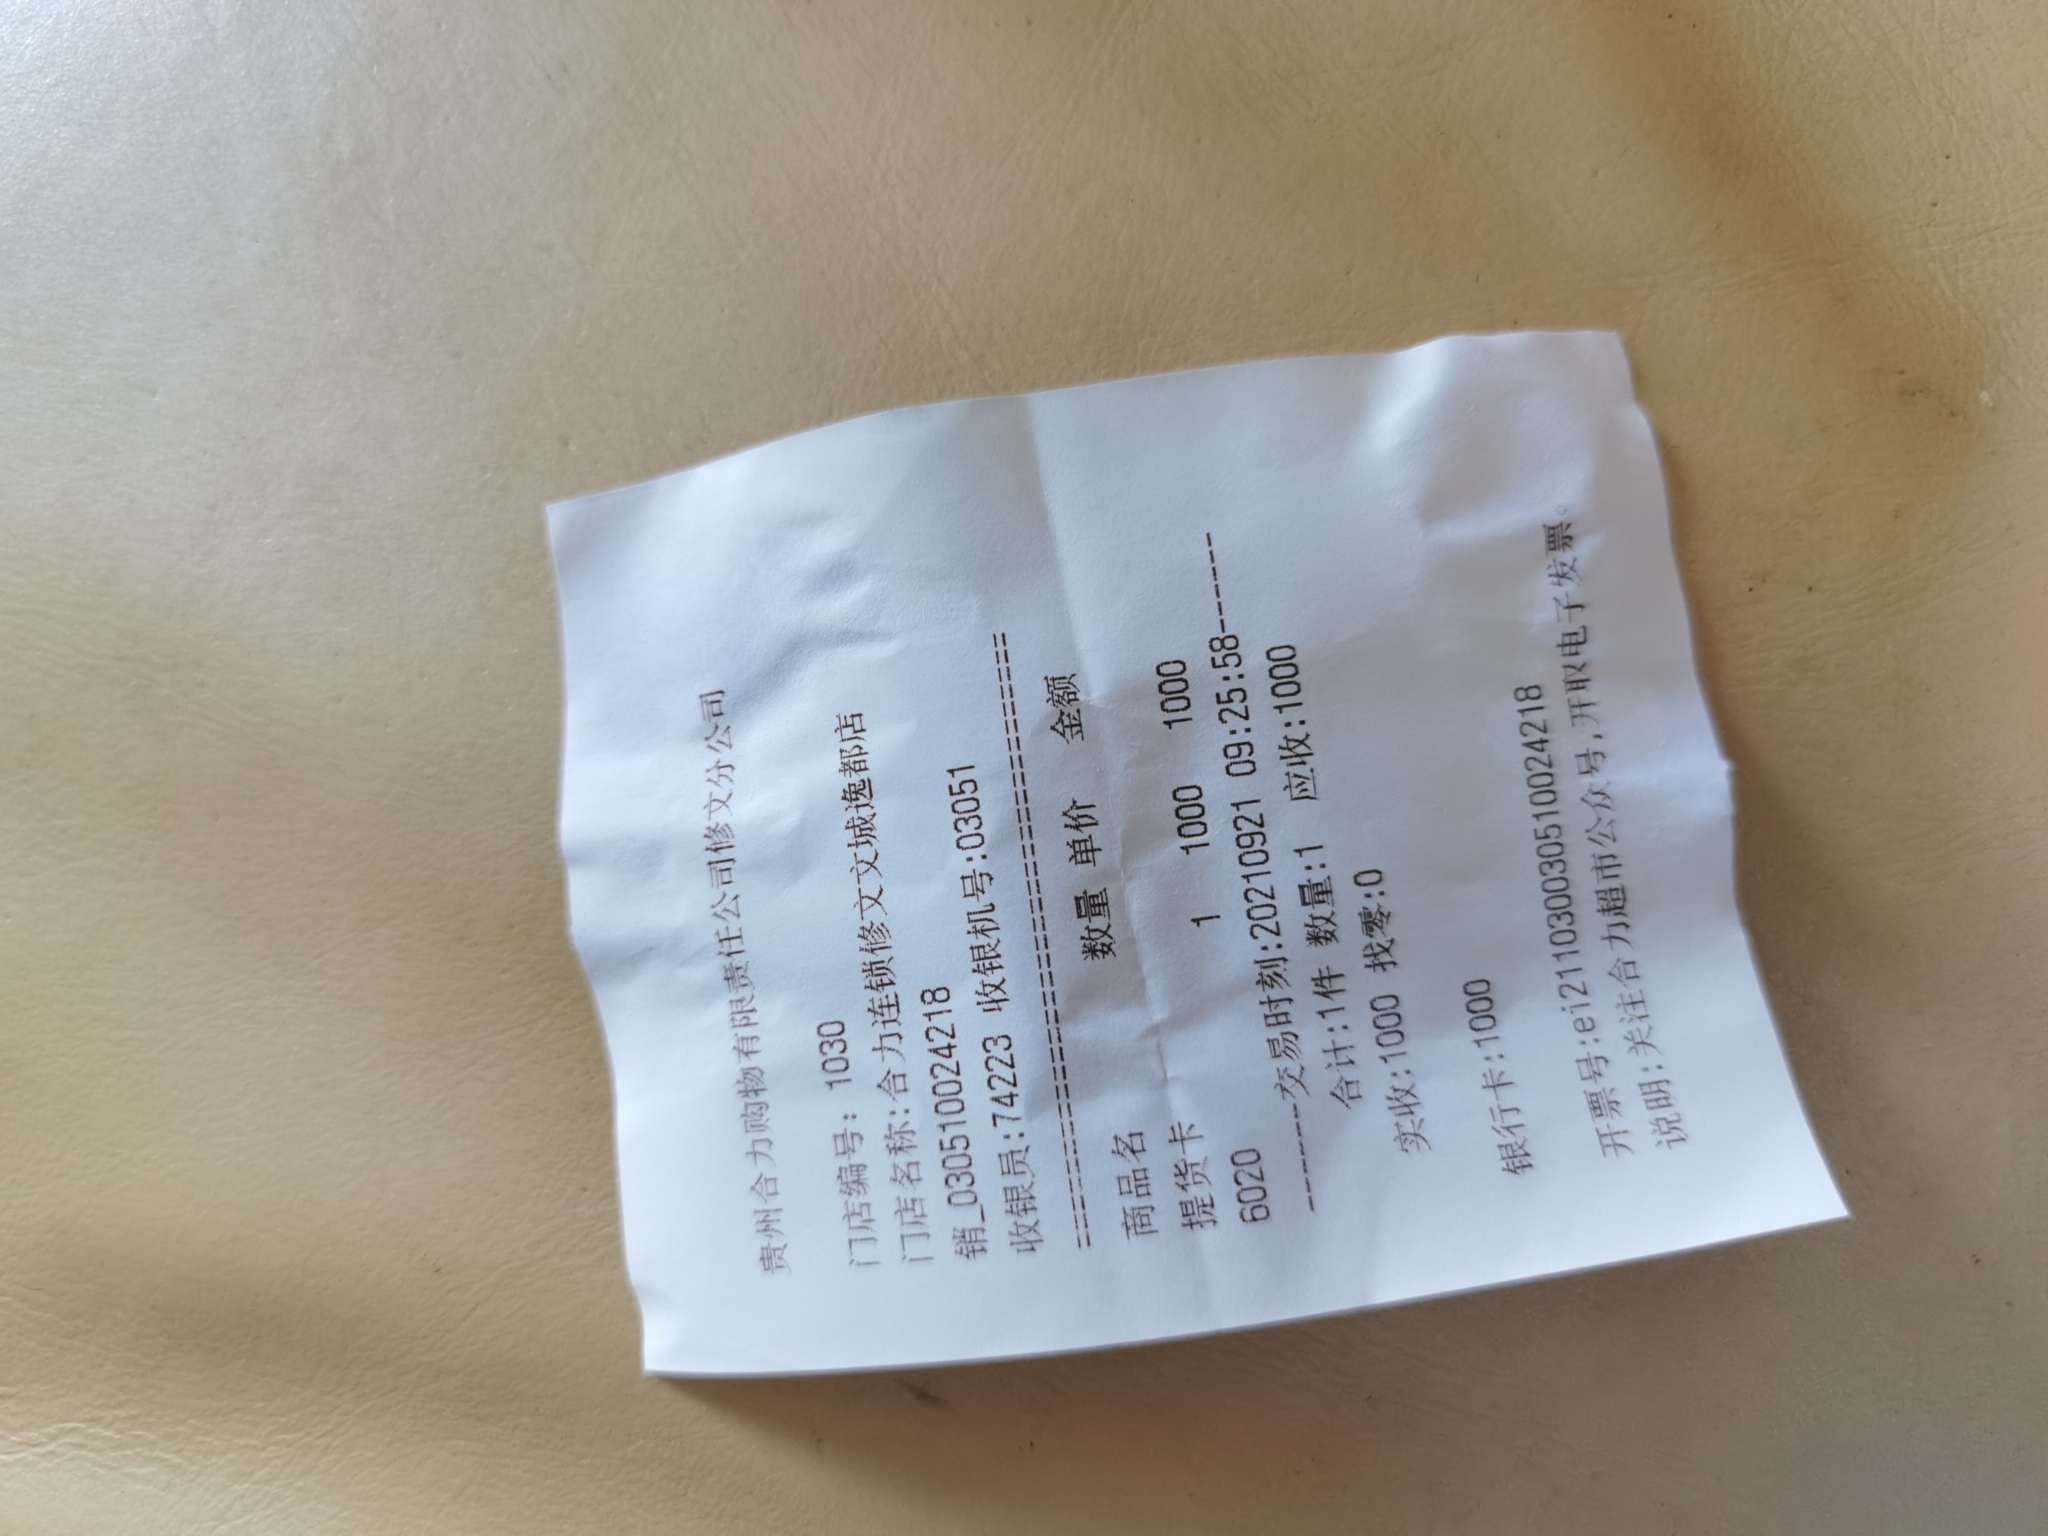 贵州合力购物有限责任公司修文分公司
门店编号: 1030
门店名称:合力连锁修文文城逸都店
销_030510024218
收银员:74223 收银机号:03051
========================================
商品名 数量 单价 金额
提货卡
6020 1 1000 1000
-------交易时刻:20210921 09:25:58-------
合计:1件 数量:1 应收:1000
实收:1000 找零:0
银行卡:1000
开票号:ei21103003051002421​8
说明:关注合力超市公众号,开取电子发票。